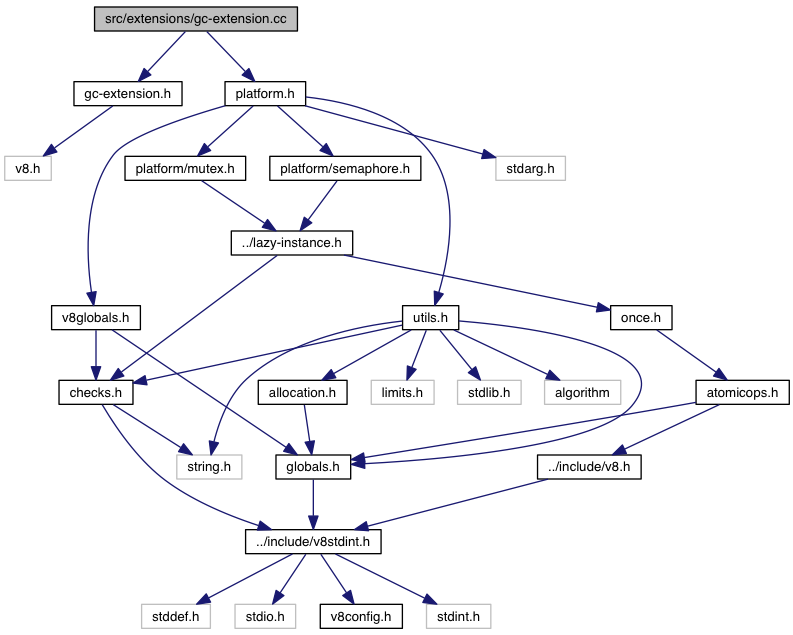 src/extensions/gc-extension.cc
gc-extension.h
platform.h
v8.h
platform/mutex.h
platform/semaphore.h
stdarg.h
../lazy-instance.h
v8globals.h
utils.h
once.h
checks.h
allocation.h
limits.h
stdlib.h
algorithm
atomicops.h
string.h
globals.h
../include/v8.h
../include/v8stdint.h
stddef.h
stdio.h
v8config.h
stdint.h